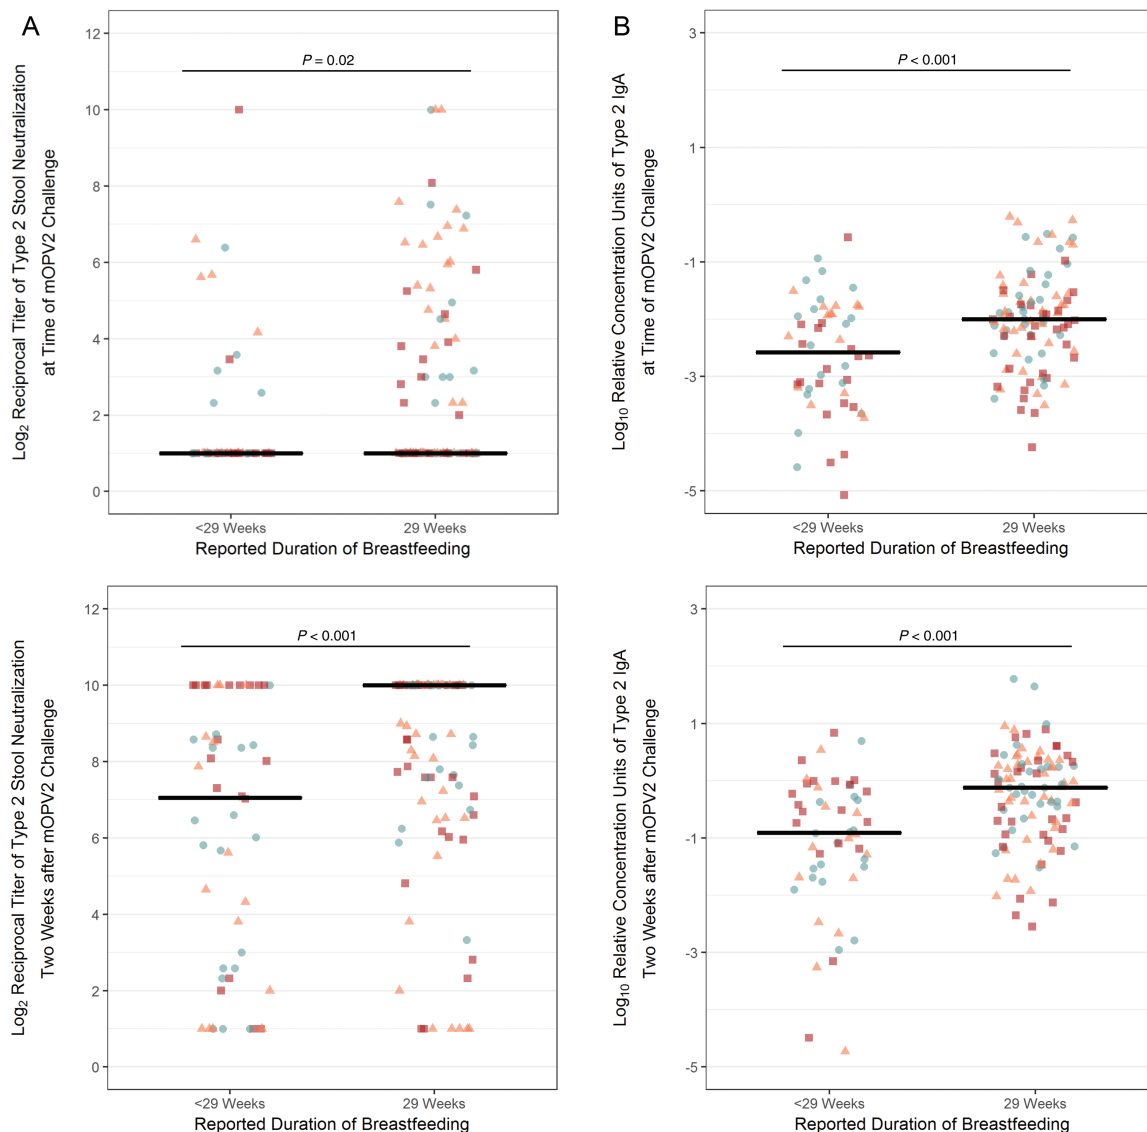 A
Log2 Reciprocal Titer of Type 2 Stool Neutralization
at Time of mOPV2 Challenge
12
10
8
6
4
2
0
P = 0.02
<29 Weeks
29 Weeks
Reported Duration of Breastfeeding
B
Log10 Relative Concentration Units of Type 2 IgA
at Time of mOPV2 Challenge
3
1
-1
-3
-5
P < 0.001
<29 Weeks
29 Weeks
Reported Duration of Breastfeeding
Log2 Reciprocal Titer of Type 2 Stool Neutralization
Two Weeks after mOPV2 Challenge
12
10
8
6
4
2
0
P < 0.001
<29 Weeks
29 Weeks
Reported Duration of Breastfeeding
Log10 Relative Concentration Units of Type 2 IgA
Two Weeks after mOPV2 Challenge
3
1
-1
-3
-5
P < 0.001
<29 Weeks
29 Weeks
Reported Duration of Breastfeeding